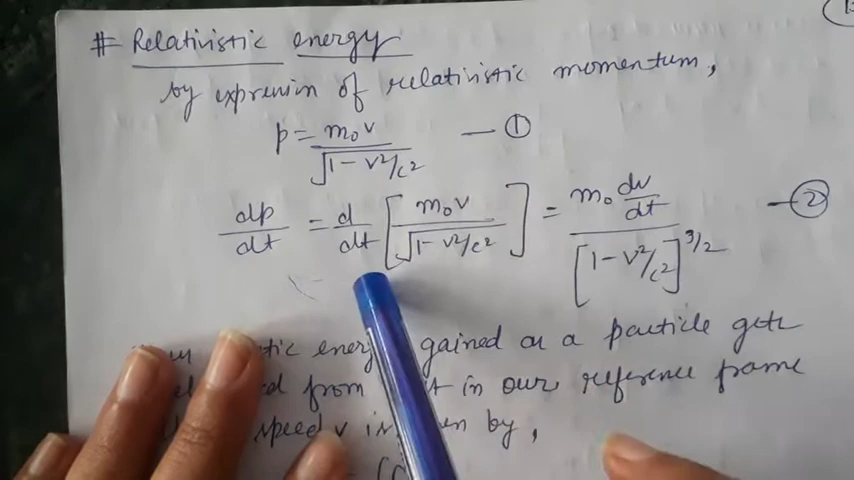 # Relativistic energy
by expression of relativistic momentum,
p = m₀v / √(1 - v²/c²) — ①
dp/dt = d/dt [ m₀v / √(1 - v²/c²) ] = m₀ dv/dt / [1 - v²/c²]^3/2 — ②
energy gained as a particle gets
from in our reference frame
speed v is by,